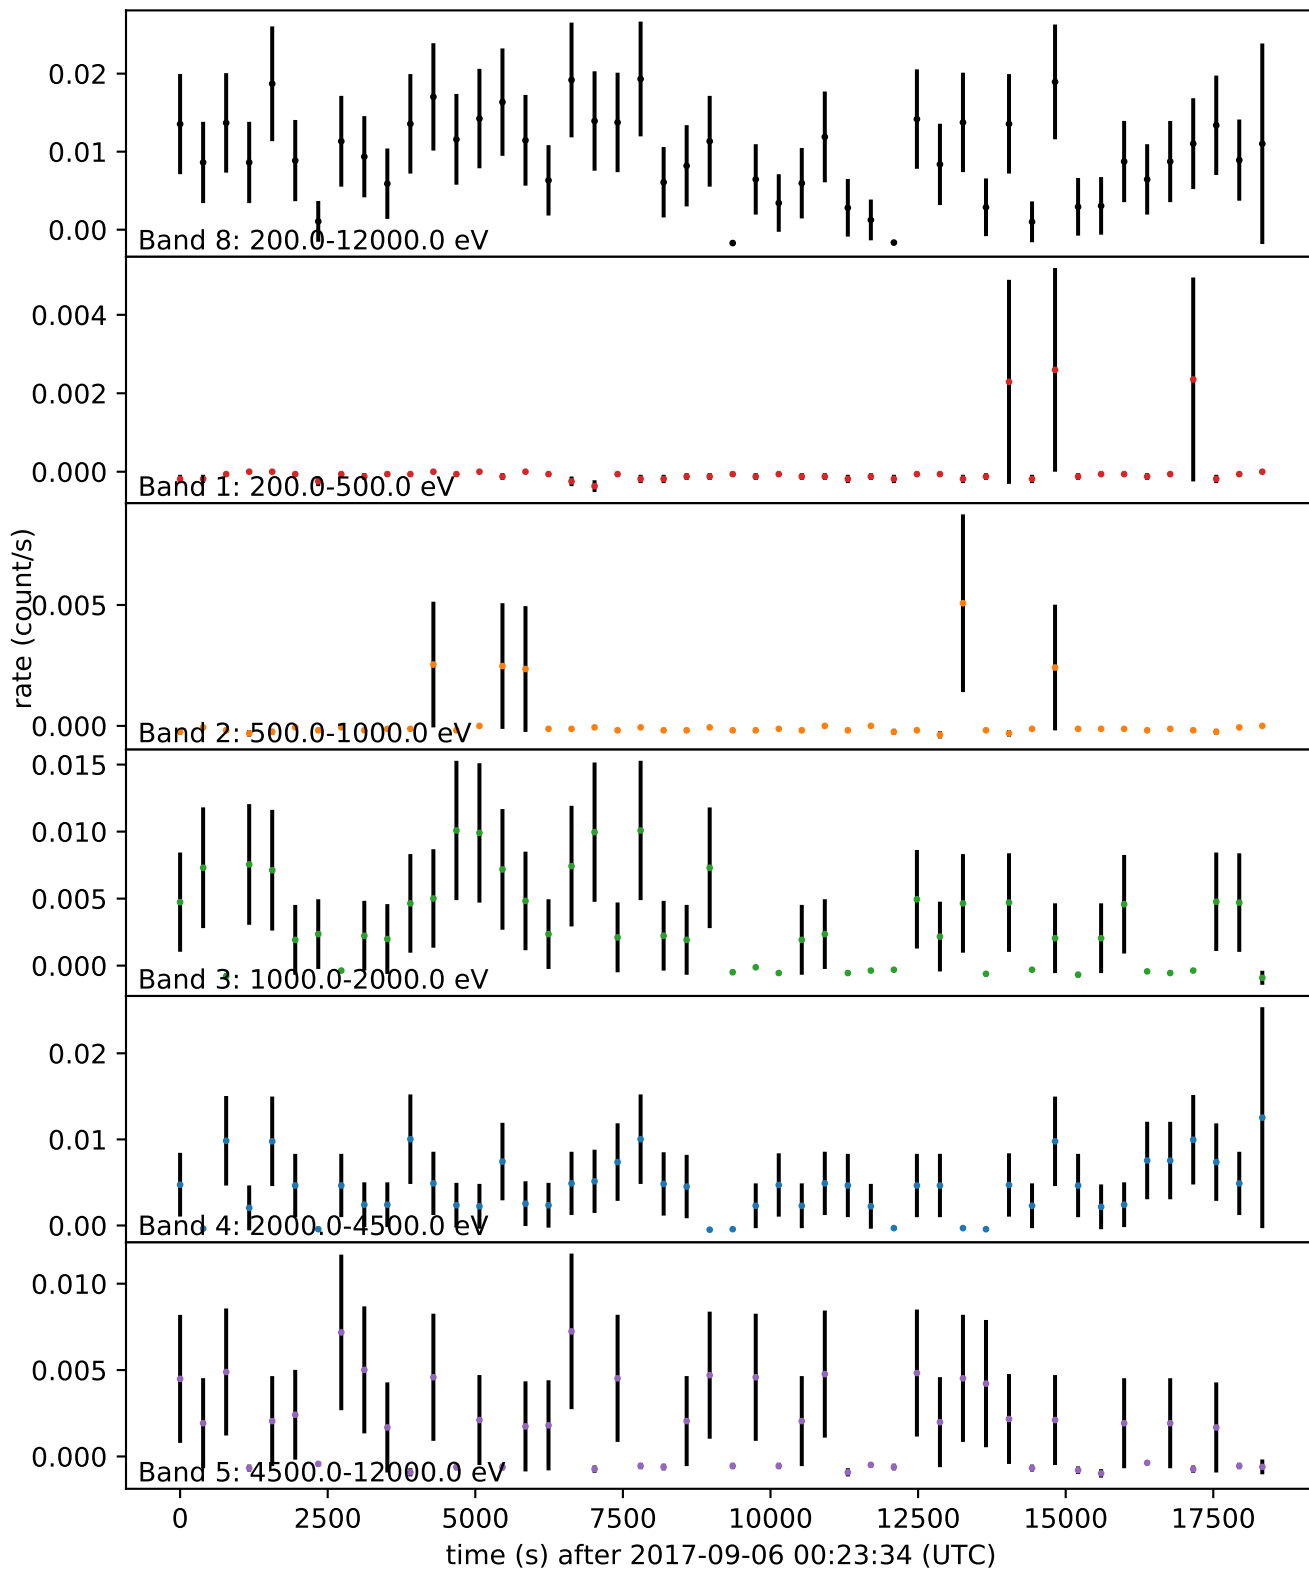 0.02
0.01
0.00
Band 8: 200.0-12000.0 eV
0.004
0.002
0.000
Band 1: 200.0-500.0 eV
rate (count/s)
0.005
0.000
Band 2: 500.0-1000.0 eV
0.015
0.010
0.005
0.000
Band 3: 1000.0-2000.0 eV
0.02
0.01
0.00
Band 4: 2000.0-4500.0 eV
0.010
0.005
0.000
Band 5: 4500.0-12000.0 eV
0 2500 5000 7500 10000 12500 15000 17500
time (s) after 2017-09-06 00:23:34 (UTC)